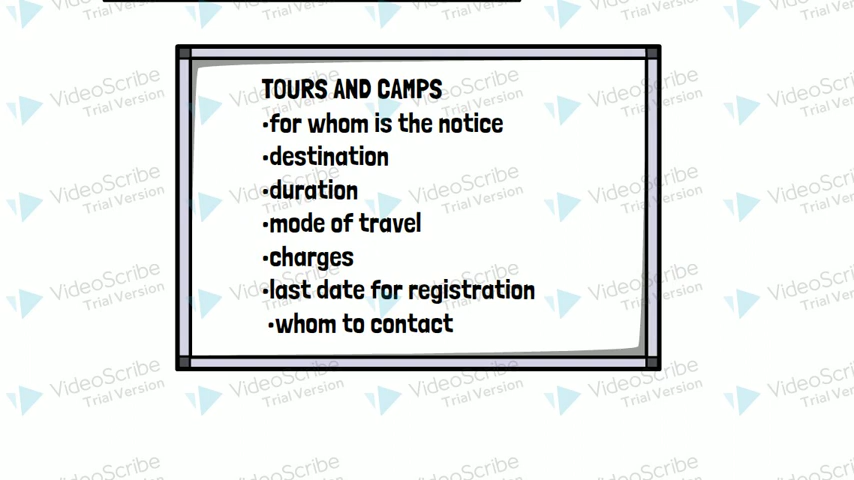 TOURS AND CAMPS
•for whom is the notice
•destination
•duration
•mode of travel
•charges
•last date for registration
•whom to contact
VideoScribe
Trial Version